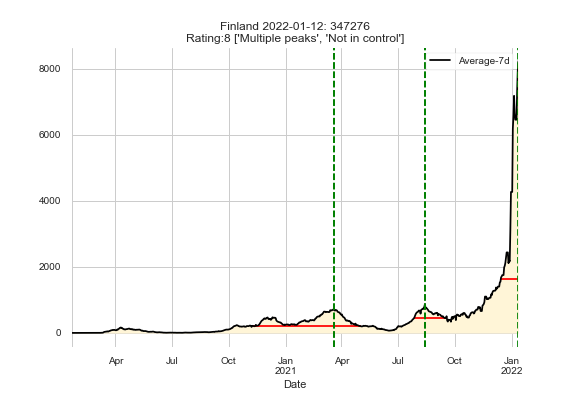 Finland 2022-01-12: 347276
Rating:8 ['Multiple peaks', 'Not in control']
Average-7d
8000
6000
4000
2000
0
Apr
Jul
Oct
Jan
2021
Apr
Jul
Oct
Jan
2022
Date